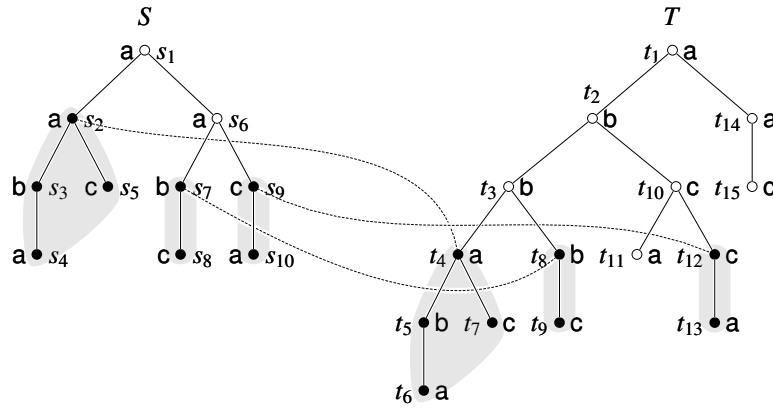 S T
a s1 t1 a
t2
a s2 a s6 b t14 a
b s3 c s5 b s7 c s9 t3 b t10 c t15 c
a s4 c s8 a s10 t4 a t8 b t11 a t12 c
t5 b t7 c t9 c t13 a
t6 a